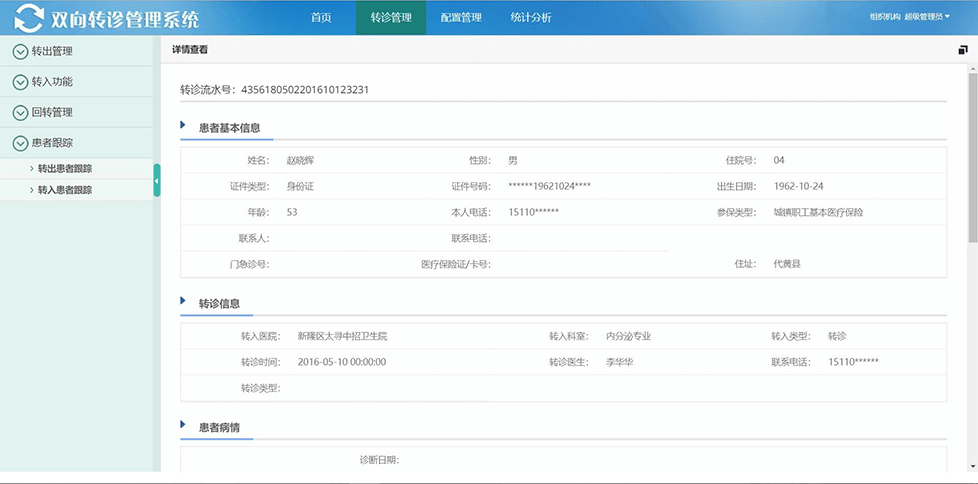 双向转诊管理系统 首页 转诊管理 配置管理 统计分析 组织机构 超级管理员
转出管理
转入功能
回转管理
患者跟踪
转出患者跟踪
转入患者跟踪
详情查看
转诊流水号：4356180502201610123231
患者基本信息
姓名： 赵晓辉 性别： 男 住院号： 04
证件类型： 身份证 证件号码： ******19621024**** 出生日期： 1962-10-24
年龄： 53 本人电话： 15110****** 参保类型： 城镇职工基本医疗保险
联系人： 联系电话：
门急诊号： 医疗保险证/卡号： 住址： 代黄县
转诊信息
转入医院： 新隆区太寻中招卫生院 转入科室： 内分泌专业 转入类型： 转诊
转诊时间： 2016-05-10 00:00:00 转诊医生： 李华华 联系电话： 15110******
转诊类型：
患者病情
诊断日期：